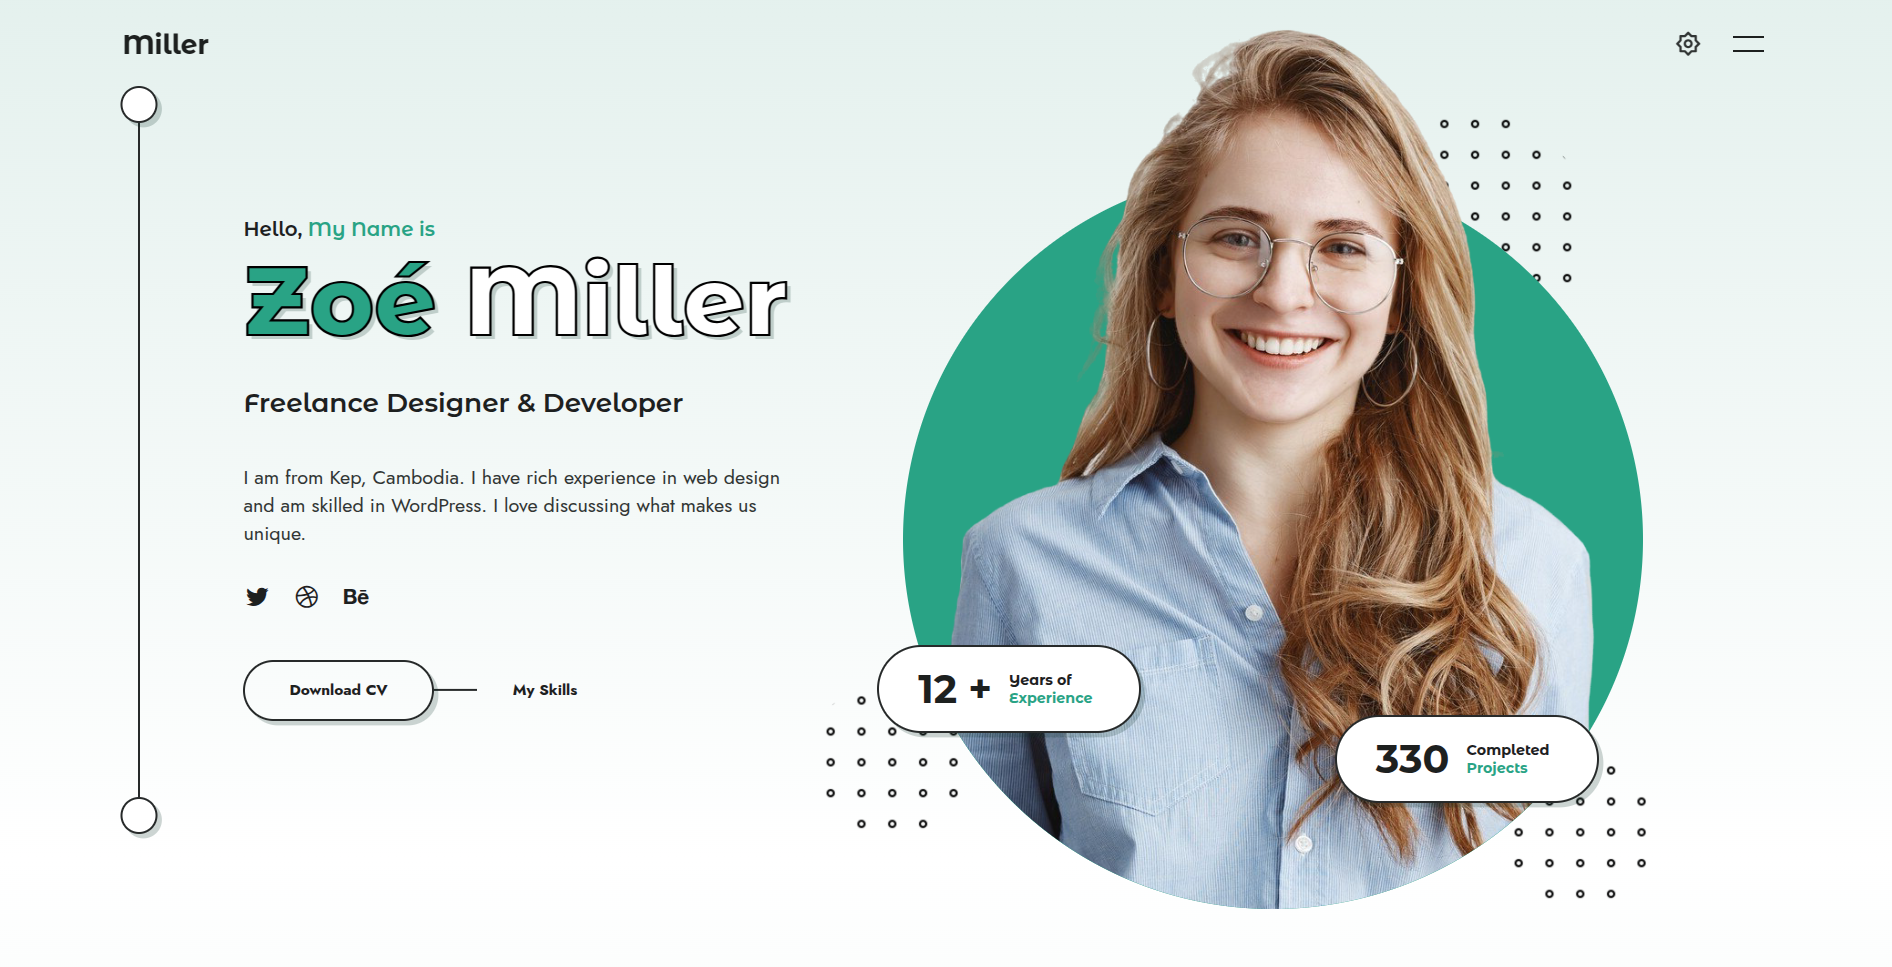 miller
Hello, My Name is
Zoé Miller
Freelance Designer & Developer
I am from Kep, Cambodia. I have rich experience in web design
and am skilled in WordPress. I love discussing what makes us
unique.
Bē
Download CV
My Skills
12 +
Years of
Experience
330
Completed
Projects